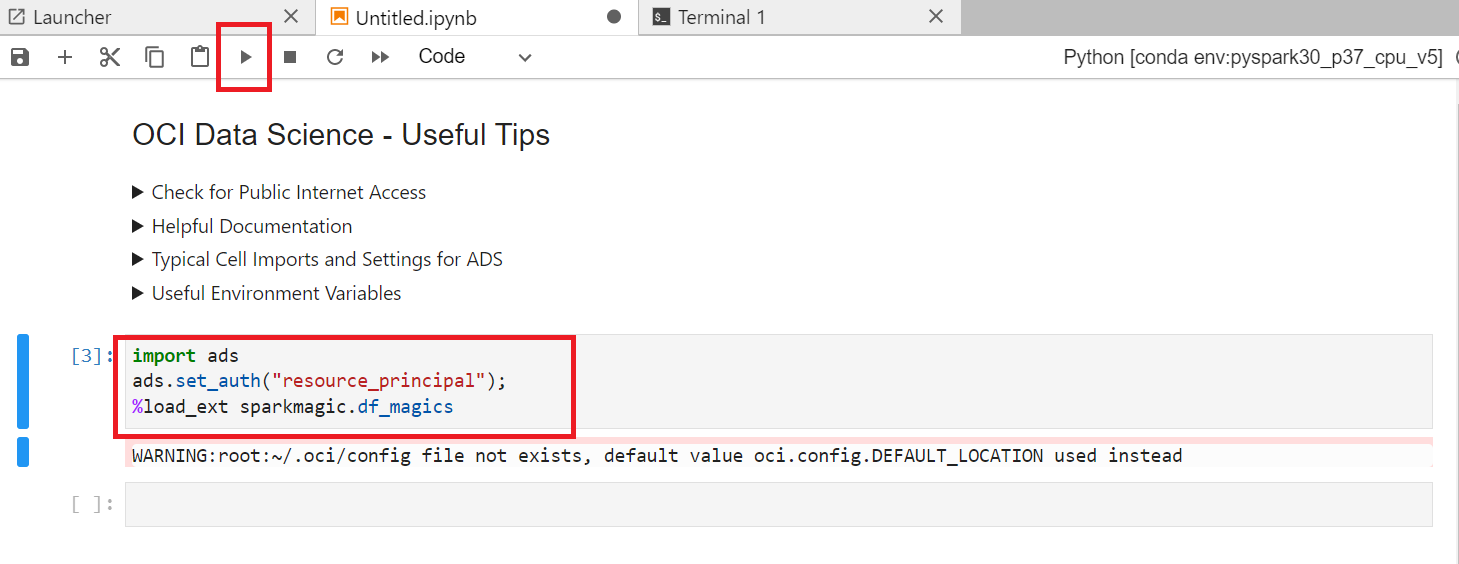 Launcher
Untitled.ipynb
Terminal 1
Code
Python [conda env:pyspark30_p37_cpu_v5]
OCI Data Science - Useful Tips
Check for Public Internet Access
Helpful Documentation
Typical Cell Imports and Settings for ADS
Useful Environment Variables
[3]:
import ads
ads.set_auth("resource_principal");
%load_ext sparkmagic.df_magics
WARNING:root:~/.oci/config file not exists, default value oci.config.DEFAULT_LOCATION used instead
[ ]: